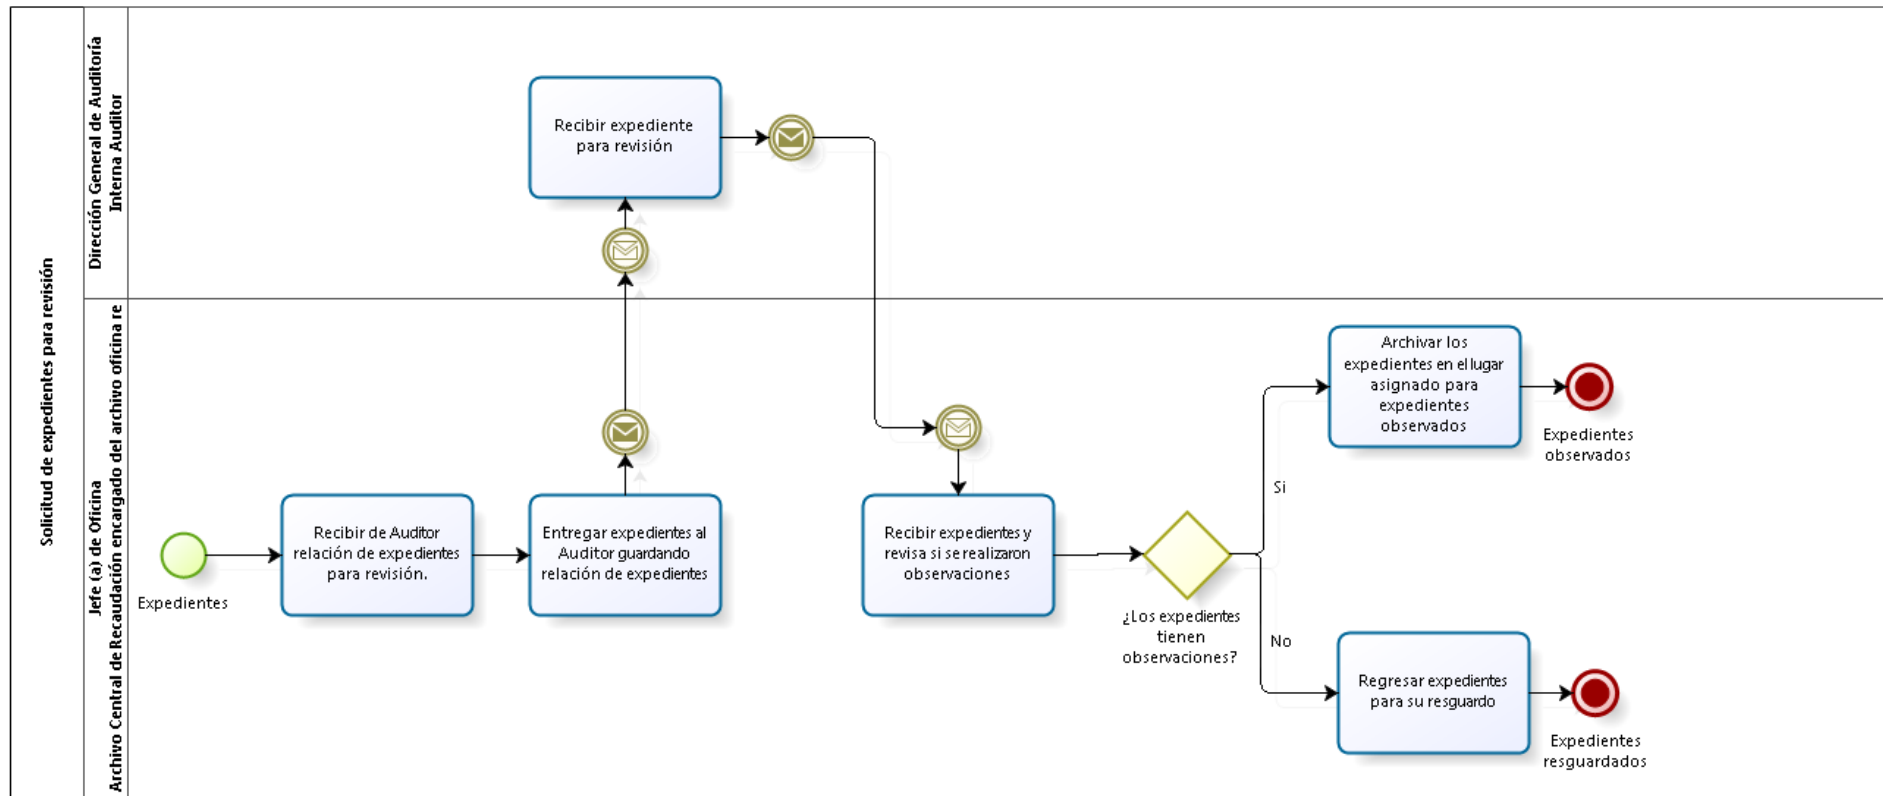 Solicitud de expedientes para revisión
Dirección General de Auditoría
Interna Auditor
Jefe (a) de Oficina
Archivo Central de Recaudación encargado del archivo oficina re
Recibir expediente
para revisión
Expedientes
Recibir de Auditor
relación de expedientes
para revisión.
Entregar expedientes al
Auditor guardando
relación de expedientes
Recibir expedientes y
revisa si se realizaron
observaciones
¿Los expedientes
tienen
observaciones?
Si
No
Archivar los
expedientes en el lugar
asignado para
expedientes
observados
Expedientes
observados
Regresar expedientes
para su resguardo
Expedientes
resguardados